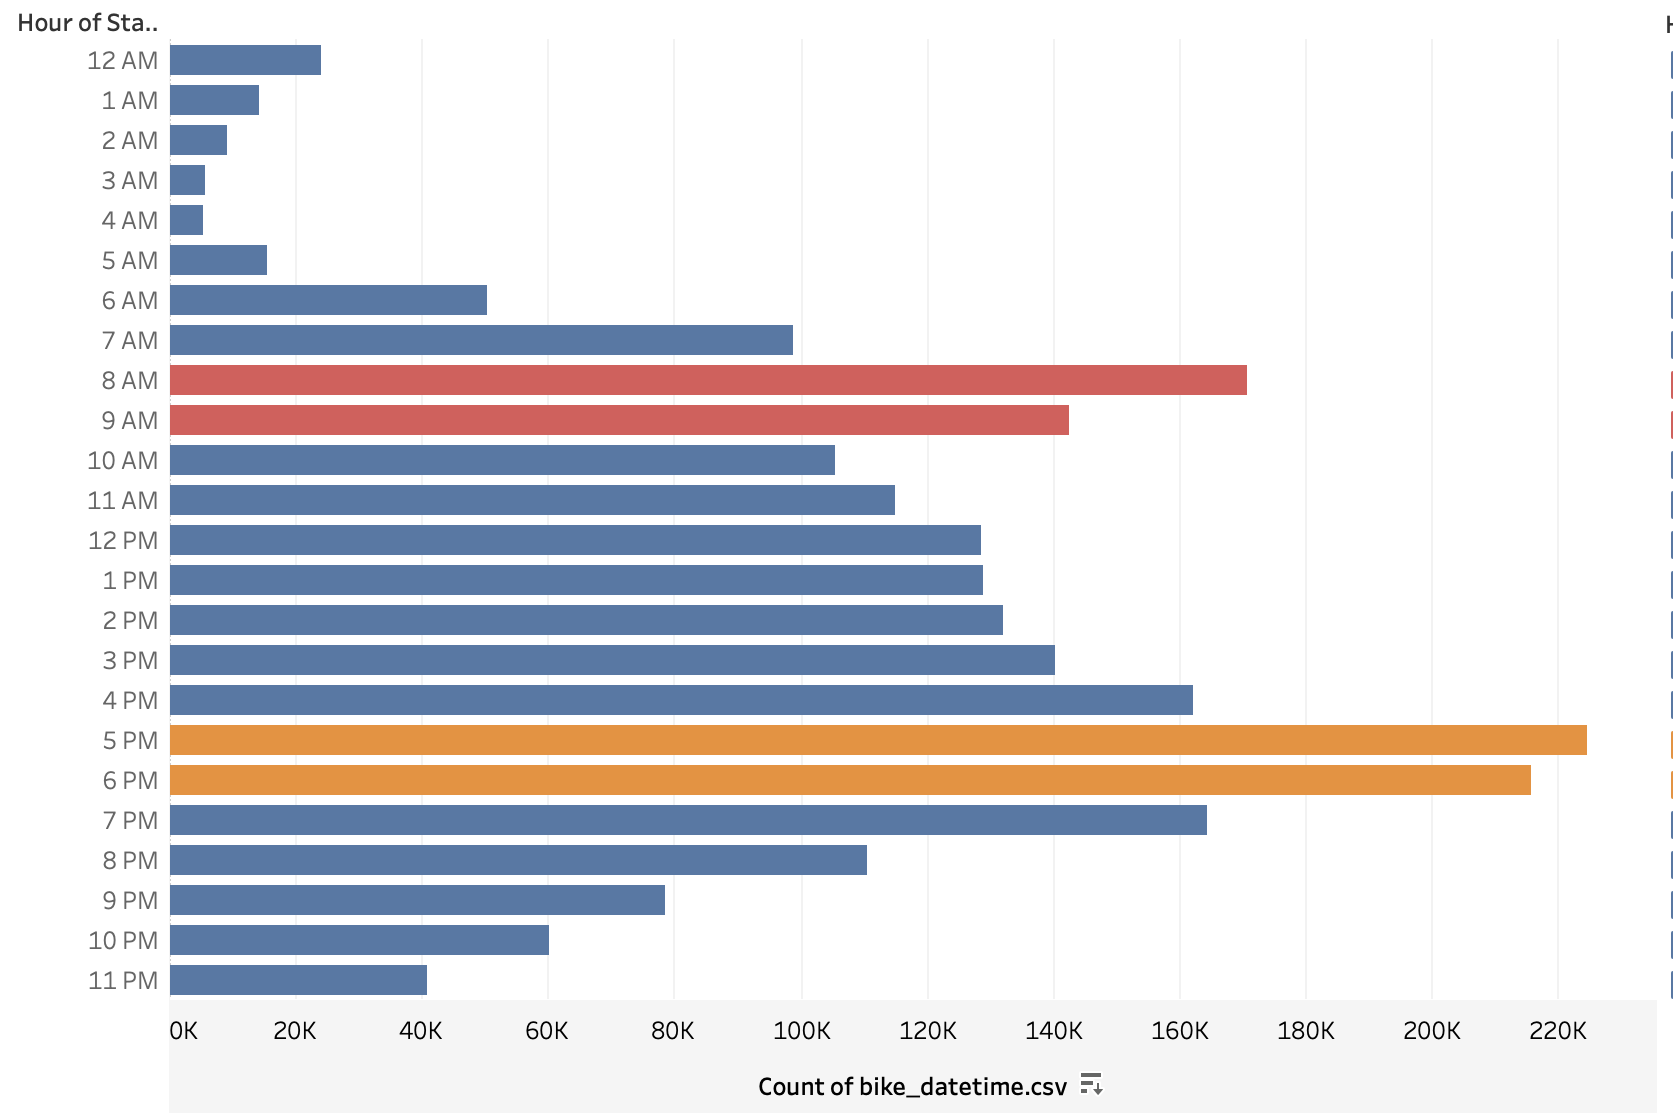 Hour of Sta..
12 AM
1 AM
2 AM
3 AM
4 AM
5 AM
6 AM
7 AM
8 AM
9 AM
10 AM
11 AM
12 PM
1 PM
2 PM
3 PM
4 PM
5 PM
6 PM
7 PM
8 PM
9 PM
10 PM
11 PM
0K 20K 40K 60K 80K 100K 120K 140K 160K 180K 200K 220K
Count of bike_datetime.csv